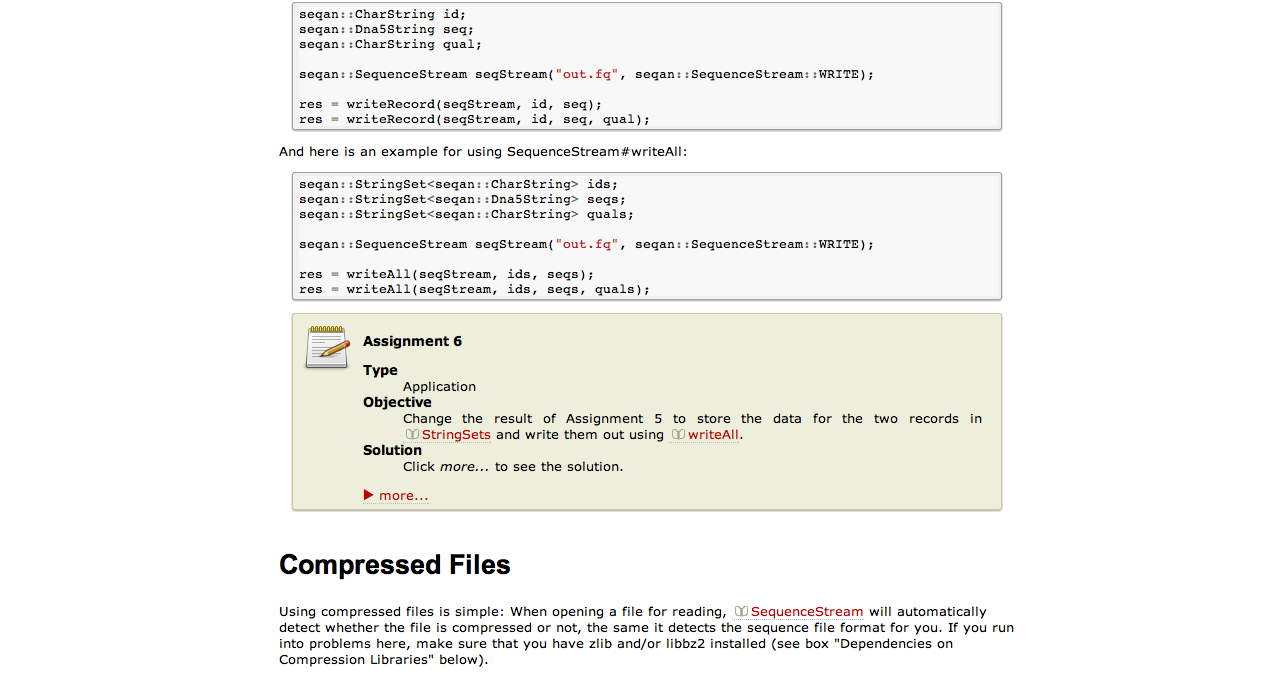 seqan::CharString id;
seqan::Dna5String seq;
seqan::CharString qual;
seqan::SequenceStream seqStream("out.fq", seqan::SequenceStream::WRITE);
res = writeRecord(seqStream, id, seq);
res = writeRecord(seqStream, id, seq, qual);
And here is an example for using SequenceStream#writeAll:
seqan::StringSet<seqan::CharString> ids;
seqan::StringSet<seqan::Dna5String> seqs;
seqan::StringSet<seqan::CharString> quals;
seqan::SequenceStream seqStream("out.fq", seqan::SequenceStream::WRITE);
res = writeAll(seqStream, ids, seqs);
res = writeAll(seqStream, ids, seqs, quals);
Assignment 6
Type
Application
Objective
Change the result of Assignment 5 to store the data for the two records in
StringSets and write them out using writeAll.
Solution
Click more... to see the solution.
more...
Compressed Files
Using compressed files is simple: When opening a file for reading, SequenceStream will automatically
detect whether the file is compressed or not, the same it detects the sequence file format for you. If you run
into problems here, make sure that you have zlib and/or libbz2 installed (see box "Dependencies on
Compression Libraries" below).